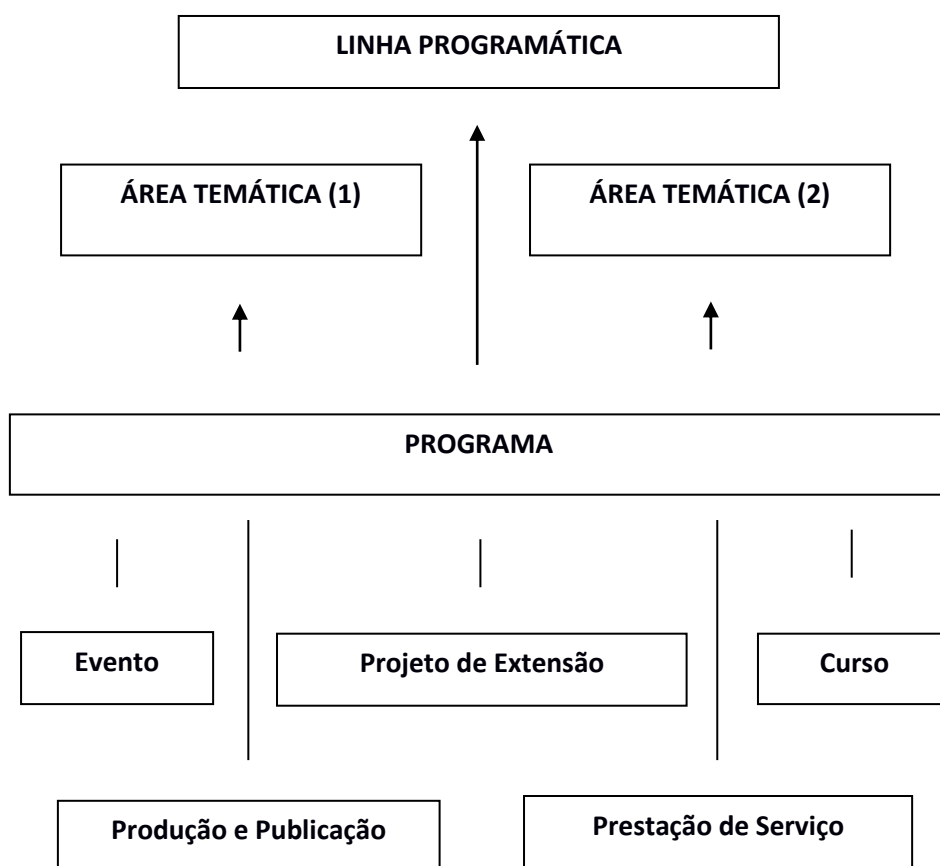 LINHA PROGRAMÁTICA
ÁREA TEMÁTICA (1)
ÁREA TEMÁTICA (2)
PROGRAMA
Evento
Projeto de Extensão
Curso
Produção e Publicação
Prestação de Serviço